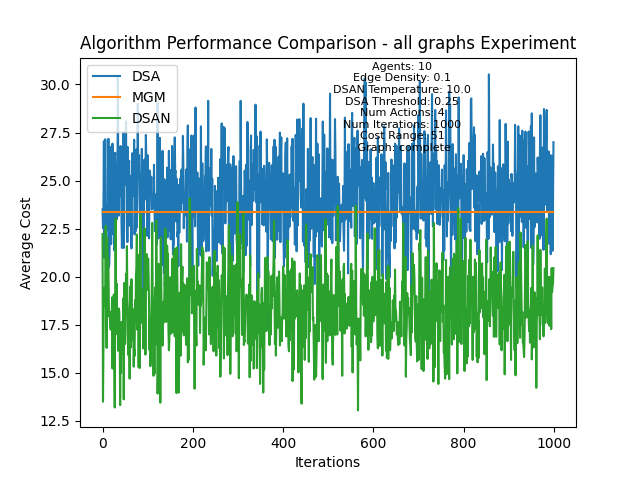 Algorithm Performance Comparison - all graphs Experiment
DSA
MGM
DSAN
Agents: 10
Edge Density: 0.1
DSAN Temperature: 10.0
DSA Threshold: 0.25
Num Actions: 4
Num Iterations: 1000
Cost Range: 51
Graph: complete
Average Cost
30.0
27.5
25.0
22.5
20.0
17.5
15.0
12.5
0
200
400
600
800
1000
Iterations